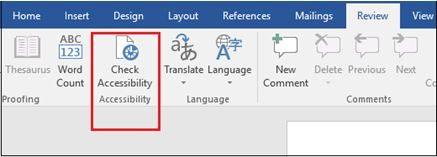 Home Insert Design Layout References Mailings Review View
ABC
123
Thesaurus Word Count Check Accessibility Translate Language New Comment Delete Previous Next
Proofing Accessibility Language Comments